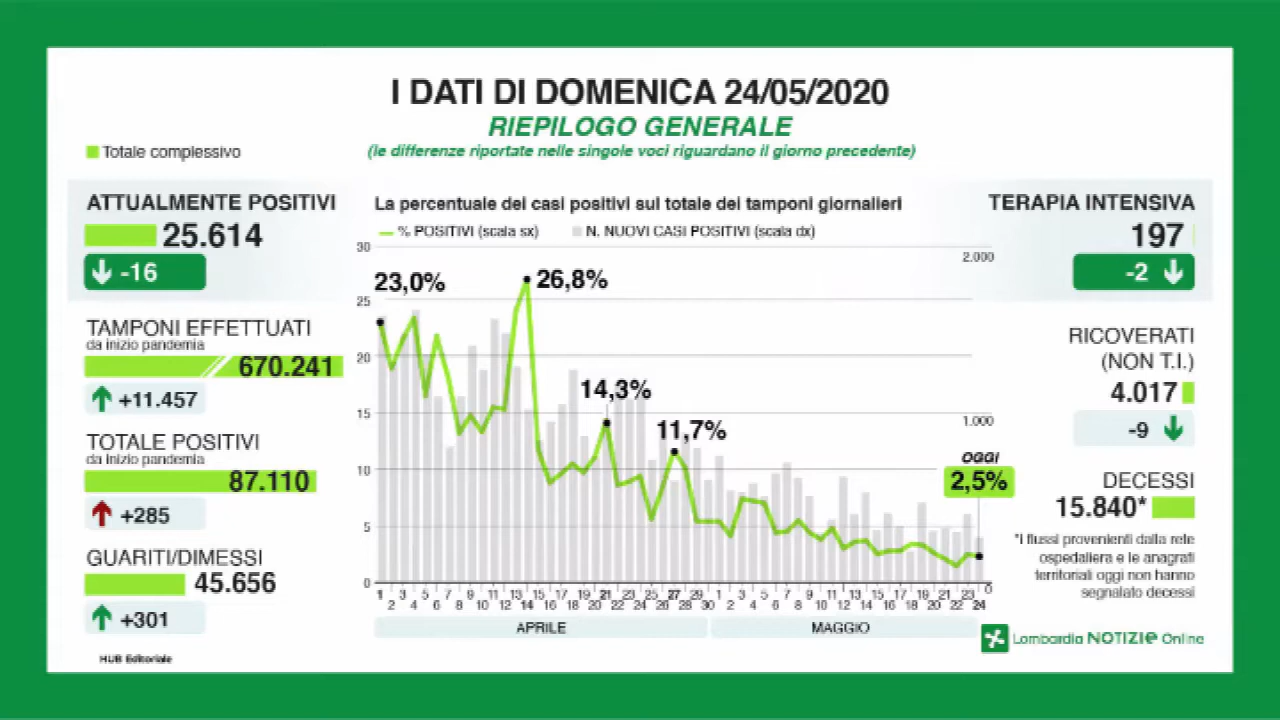 I DATI DI DOMENICA 24/05/2020
RIEPILOGO GENERALE
(le differenze riportate nelle singole voci riguardano il giorno precedente)
Totale complessivo
ATTUALMENTE POSITIVI
25.614
-16
TAMPONI EFFETTUATI
da inizio pandemia
670.241
+11.457
TOTALE POSITIVI
da inizio pandemia
87.110
+285
GUARITI/DIMESSI
45.656
+301
HUB Editoriale
La percentuale dei casi positivi sul totale dei tamponi giornalieri
% POSITIVI (scala sx)
N. NUOVI CASI POSITIVI (scala dx)
30
25
20
15
10
5
0
2.000
1.000
0
23,0%
26,8%
14,3%
11,7%
OGGI
2,5%
1 3 5 7 9 11 13 15 17 19 21 23 25 27 29 1 3 5 7 9 11 13 15 17 19 21 23
2 4 6 8 10 12 14 16 18 20 22 24 26 28 30 2 4 6 8 10 12 14 16 18 20 22 24
APRILE
MAGGIO
TERAPIA INTENSIVA
197
-2
RICOVERATI
(NON T.I.)
4.017
-9
DECESSI
15.840*
*I flussi provenienti dalla rete
ospedaliera e le anagrafi
territoriali oggi non hanno
segnalato decessi
Lombardia NOTIZIE Online